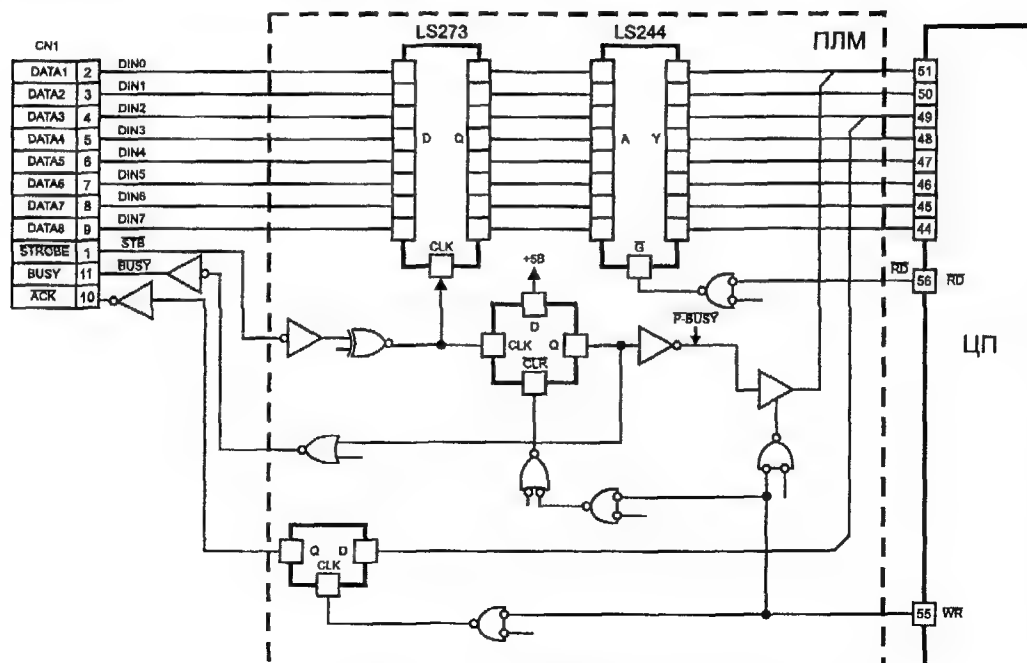 LS273
LS244
ПЛМ
CN1
DATA1 2 DIN0
DATA2 3 DIN1
DATA3 4 DIN2
DATA4 5 DIN3
DATA5 6 DIN4
DATA6 7 DIN5
DATA7 8 DIN6
DATA8 9 DIN7
STROBE 1 STB
BUSY 11 BUSY
ACK 10
D Q
CLK
A Y
G
51
50
49
48
47
46
45
44
RD 56 RD
ЦП
+5В
D
CLK Q
CLR
P-BUSY
Q D
CLK
55 WR